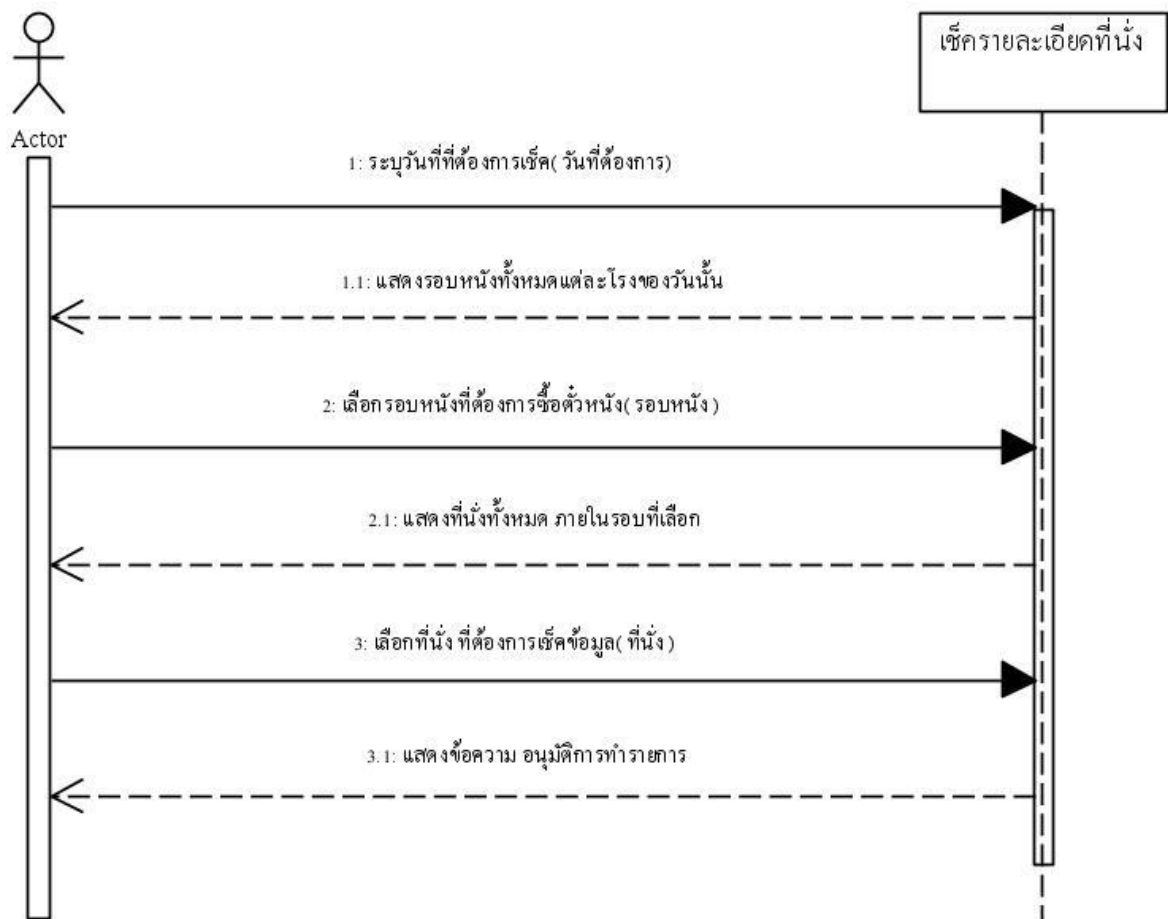 เช็ครายละเอียดที่นั่ง
Actor
1: ระบุวันที่ที่ต้องการเช็ค( วันที่ต้องการ)
1.1: แสดงรอบหนังทั้งหมดแต่ละโรงของวันนั้น
2: เลือกรอบหนังที่ต้องการซื้อตั๋วหนัง( รอบหนัง )
2.1: แสดงที่นั่งทั้งหมด ภายในรอบที่เลือก
3: เลือกที่นั่ง ที่ต้องการเช็คข้อมูล( ที่นั่ง )
3.1: แสดงข้อความ อนุมัติการทำรายการ